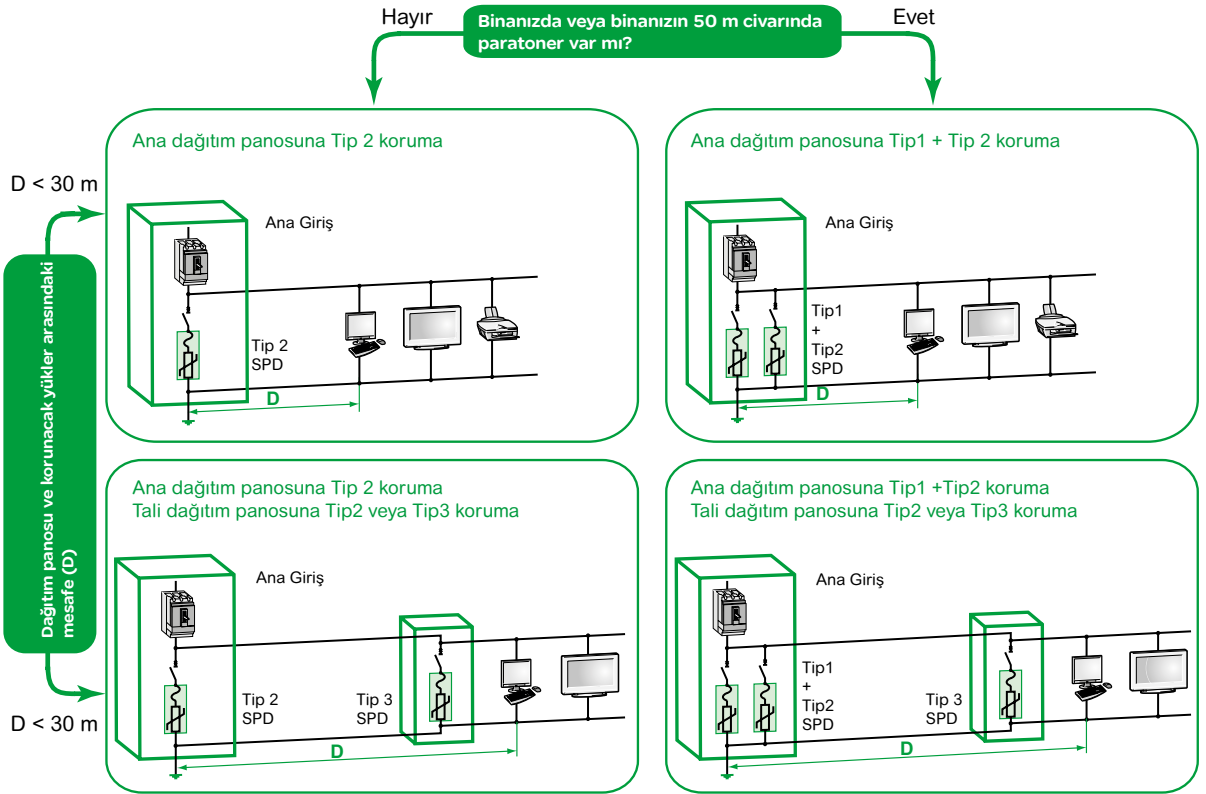 Hayır
Binanızda veya binanızın 50 m civarında
paratoner var mı?
Evet
Ana dağıtım panosuna Tip 2 koruma
Ana dağıtım panosuna Tip1 + Tip 2 koruma
D < 30 m
Ana Giriş
Tip 2
SPD
D
Ana Giriş
Tip1
+
Tip2
SPD
D
Dağıtım panosu ve korunacak yükler arasındaki
mesafe (D)
Ana dağıtım panosuna Tip 2 koruma
Tali dağıtım panosuna Tip2 veya Tip3 koruma
Ana dağıtım panosuna Tip1 +Tip2 koruma
Tali dağıtım panosuna Tip2 veya Tip3 koruma
D < 30 m
Ana Giriş
Tip 2
SPD
Tip 3
SPD
D
Ana Giriş
Tip1
+
Tip2
SPD
Tip 3
SPD
D